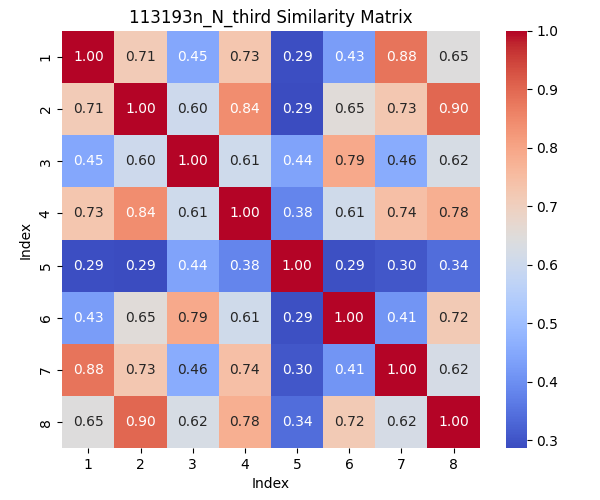 113193n_N_third Similarity Matrix
1 1.00 0.71 0.45 0.73 0.29 0.43 0.88 0.65
2 0.71 1.00 0.60 0.84 0.29 0.65 0.73 0.90
3 0.45 0.60 1.00 0.61 0.44 0.79 0.46 0.62
4 0.73 0.84 0.61 1.00 0.38 0.61 0.74 0.78
5 0.29 0.29 0.44 0.38 1.00 0.29 0.30 0.34
6 0.43 0.65 0.79 0.61 0.29 1.00 0.41 0.72
7 0.88 0.73 0.46 0.74 0.30 0.41 1.00 0.62
8 0.65 0.90 0.62 0.78 0.34 0.72 0.62 1.00
1 2 3 4 5 6 7 8
Index
Index
1.0
0.9
0.8
0.7
0.6
0.5
0.4
0.3